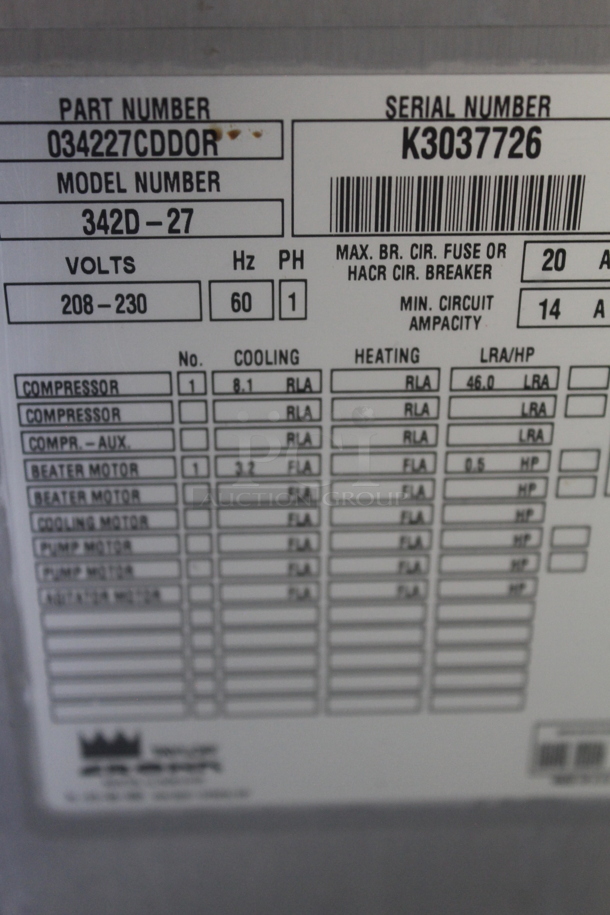 PART NUMBER SERIAL NUMBER
034227CDDOR K3037726
MODEL NUMBER
342D-27
VOLTS Hz PH MAX. BR. CIR. FUSE OR HACR CIR. BREAKER 20 A
208-230 60 1 MIN. CIRCUIT AMPACITY 14 A
No. COOLING HEATING LRA/HP
COMPRESSOR 1 8.1 RLA RLA 46.0 LRA
COMPRESSOR RLA RLA LRA
COMPR.-AUX. RLA RLA LRA
BEATER MOTOR 1 3.2 FLA FLA 0.5 HP
BEATER MOTOR FLA FLA HP
COOLING MOTOR FLA FLA HP
PUMP MOTOR FLA FLA HP
PUMP MOTOR FLA FLA HP
AGITATOR MOTOR FLA FLA HP
PCI
AUCTION GROUP